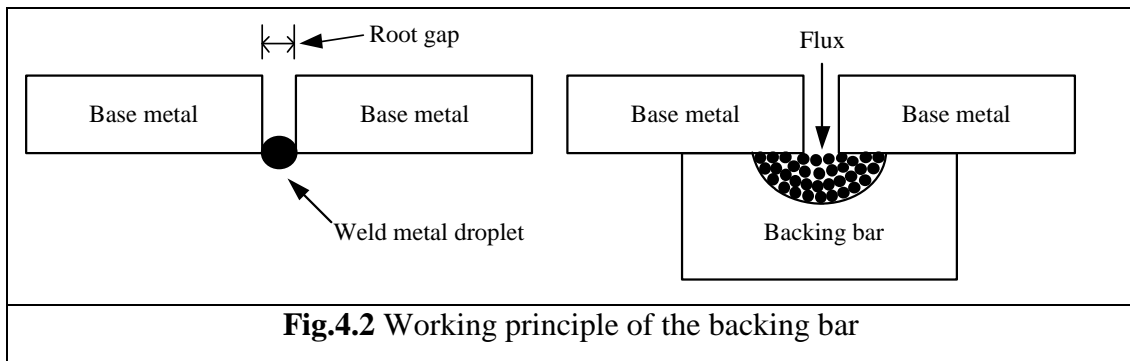 Root gap
Flux
Base metal
Base metal
Base metal
Base metal
Weld metal droplet
Backing bar
Fig.4.2 Working principle of the backing bar